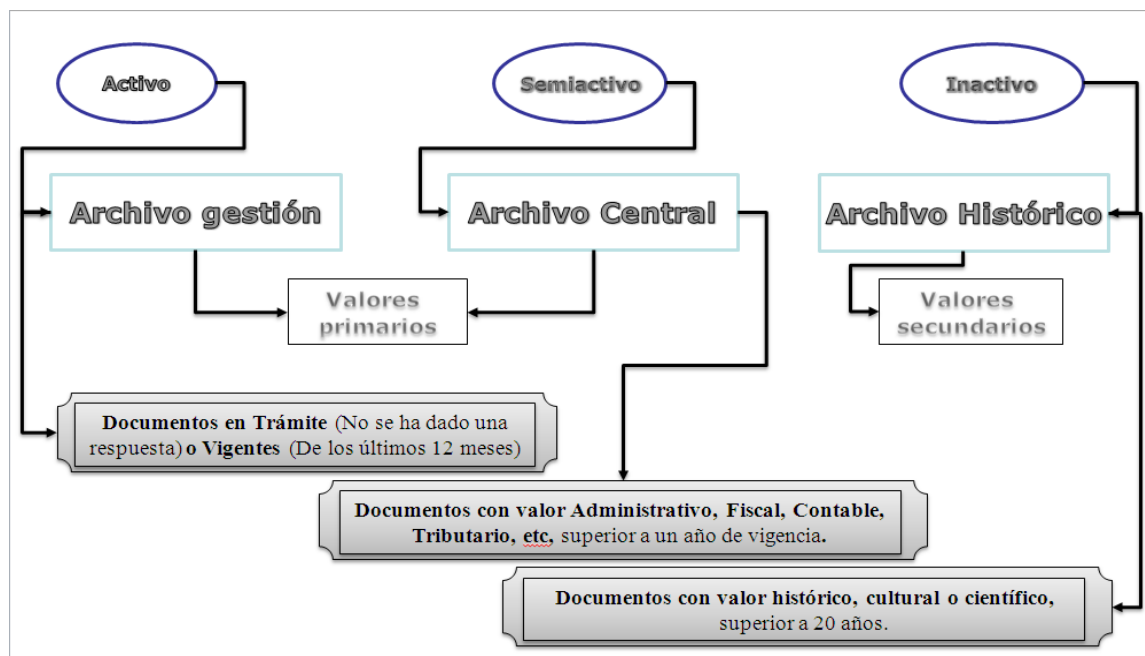 Activo
Semiactivo
Inactivo
Archivo gestión
Archivo Central
Archivo Histórico
Valores
primarios
Valores
secundarios
Documentos en Trámite (No se ha dado una
respuesta) o Vigentes (De los últimos 12 meses)
Documentos con valor Administrativo, Fiscal, Contable,
Tributario, etc, superior a un año de vigencia.
Documentos con valor histórico, cultural o científico,
superior a 20 años.